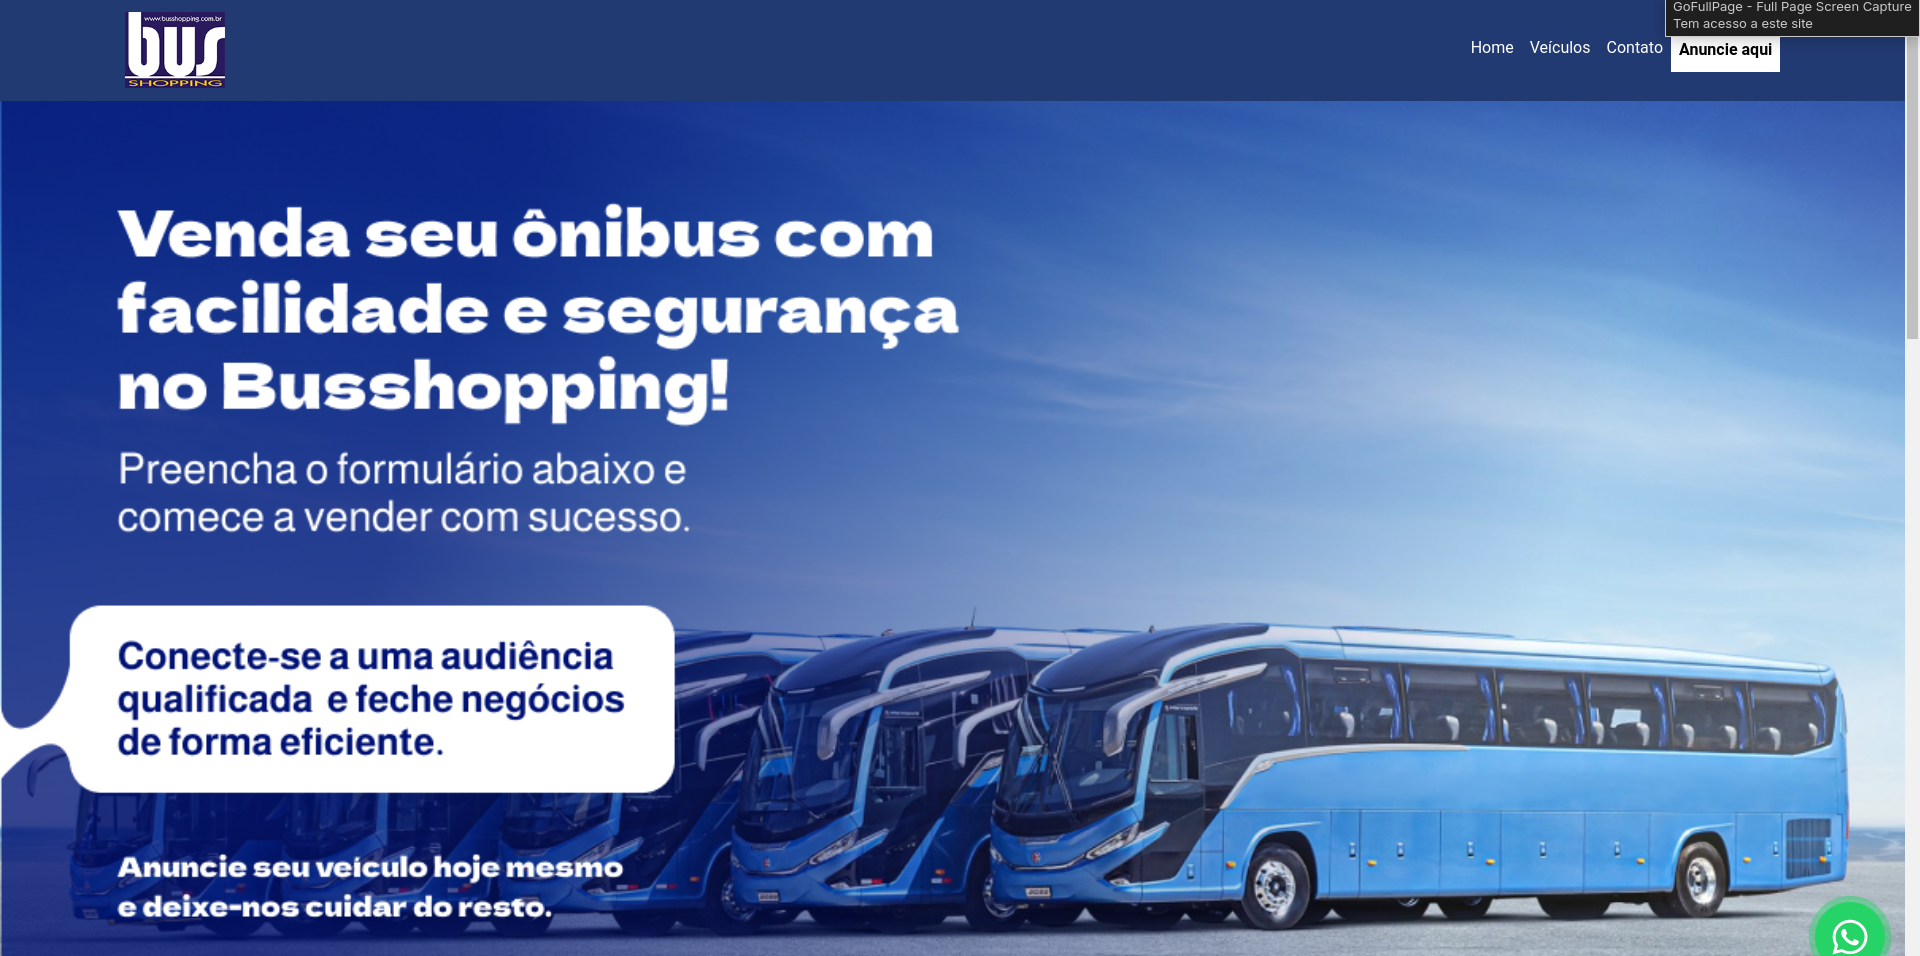 GoFullPage - Full Page Screen Capture
Tem acesso a este site
www.busshopping.com.br
bus
SHOPPING
Home Veículos Contato Anuncie aqui
Venda seu ônibus com
facilidade e segurança
no Busshopping!
Preencha o formulário abaixo e
comece a vender com sucesso.
Conecte-se a uma audiência
qualificada e feche negócios
de forma eficiente.
Anuncie seu veículo hoje mesmo
e deixe-nos cuidar do resto.